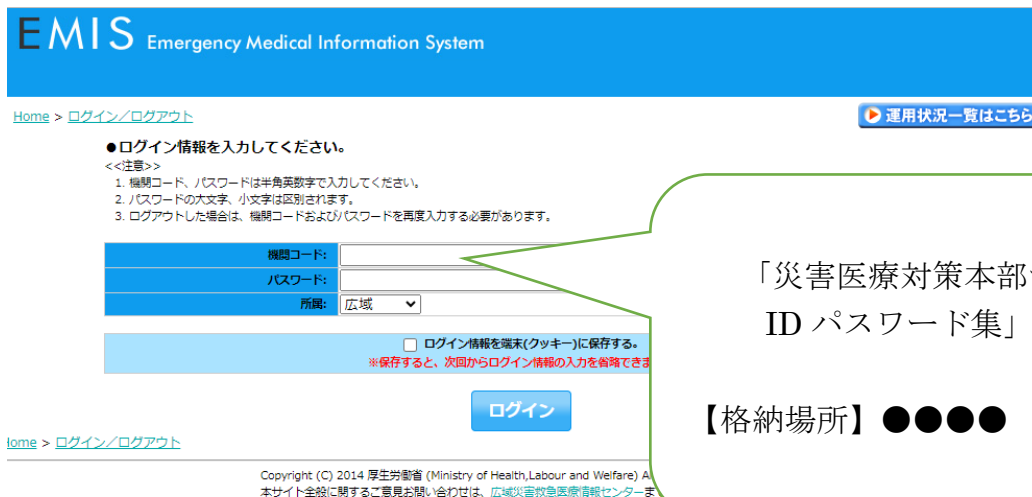 EMIS Emergency Medical Information System
Home > ログイン／ログアウト
運用状況一覧はこちら
●ログイン情報を入力してください。
<<注意>>
1. 機関コード、パスワードは半角英数字で入力してください。
2. パスワードの大文字、小文字は区別されます。
3. ログアウトした場合は、機関コードおよびパスワードを再度入力する必要があります。
機関コード:
パスワード:
所属: 広域
ログイン情報を端末(クッキー)に保存する。
※保存すると、次回からログイン情報の入力を省略できま
ログイン
「災害医療対策本部
ID パスワード集」
【格納場所】●●●●
Home > ログイン／ログアウト
Copyright (C) 2014 厚生労働省 (Ministry of Health,Labour and Welfare) A
本サイト全般に関するご意見お問い合わせは、広域災害救急医療情報センターま